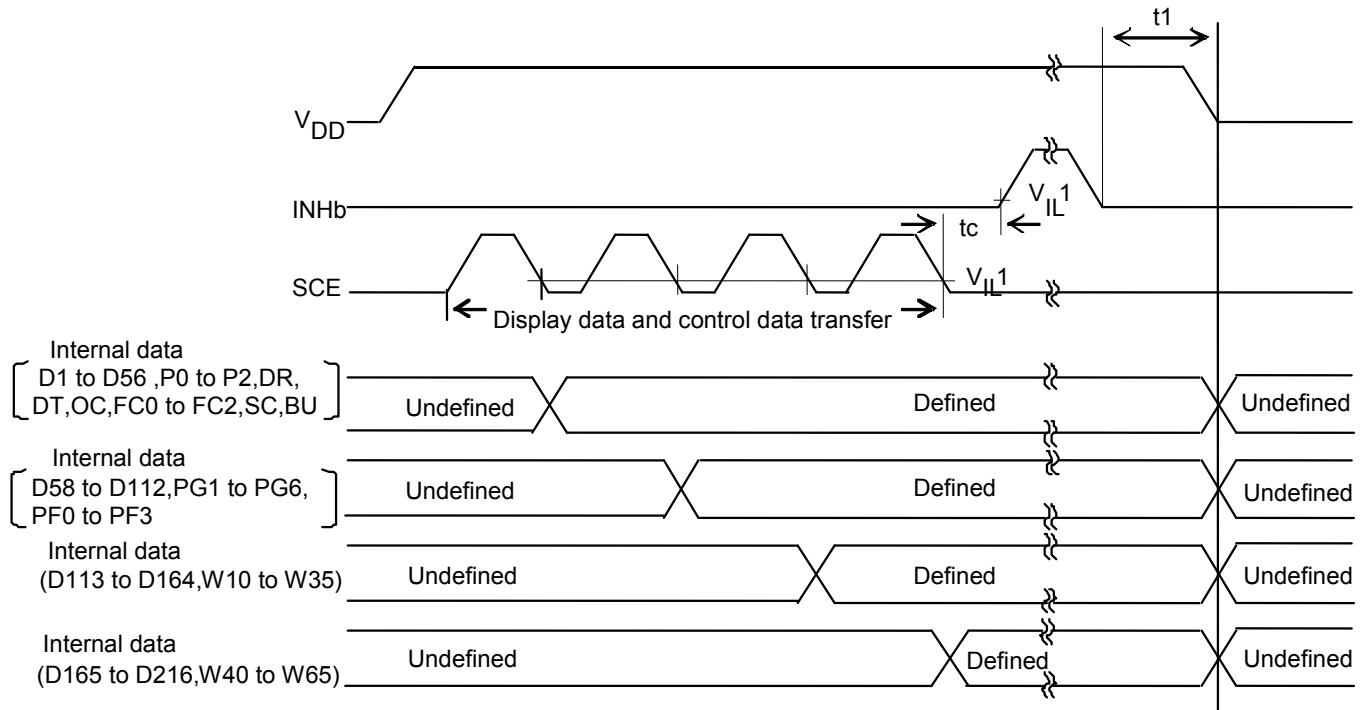 t1
VDD
INHb
VIL1
tc
SCE
VIL1
Display data and control data transfer
Internal data
D1 to D56 ,P0 to P2,DR,
DT,OC,FC0 to FC2,SC,BU
Undefined
Defined
Undefined
Internal data
D58 to D112,PG1 to PG6,
PF0 to PF3
Undefined
Defined
Undefined
Internal data
(D113 to D164,W10 to W35)
Undefined
Defined
Undefined
Internal data
(D165 to D216,W40 to W65)
Undefined
Defined
Undefined